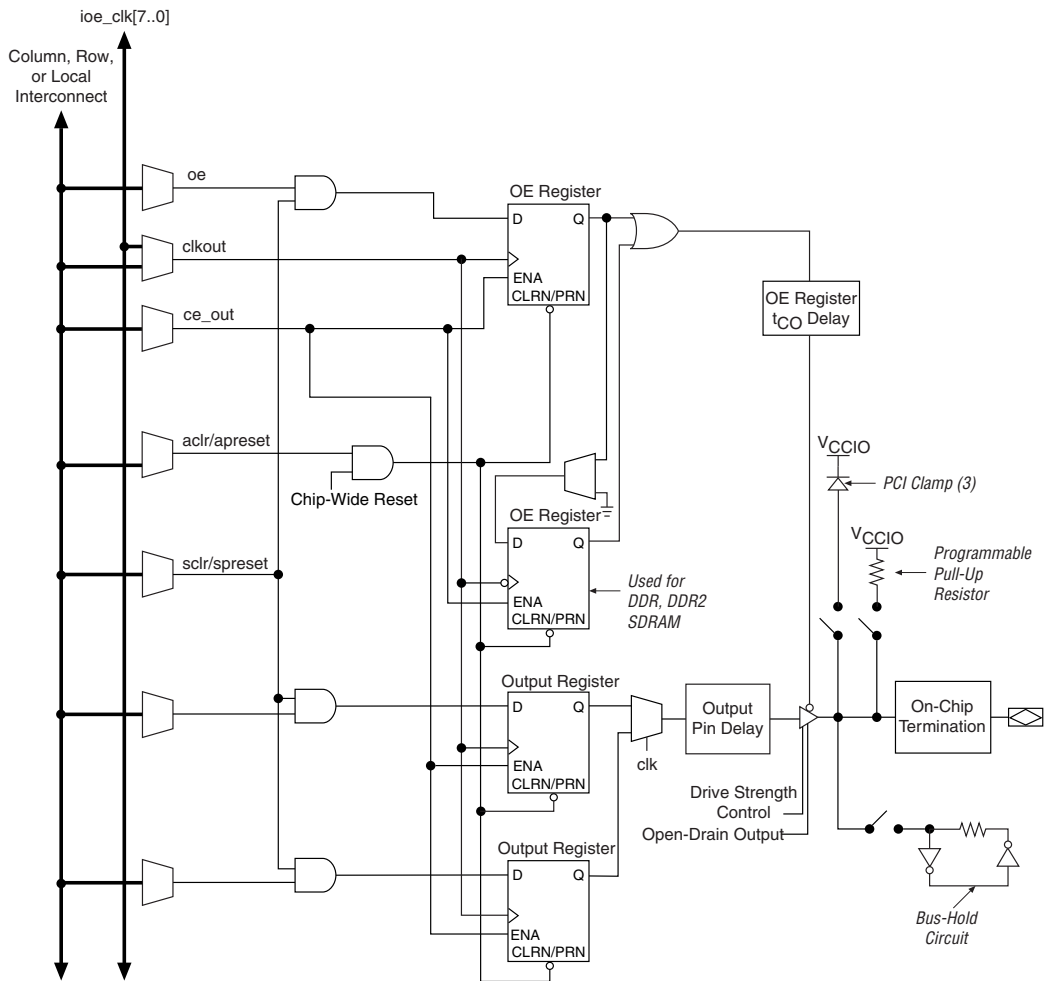 ioe_clk[7..0]
Column, Row,
or Local
Interconnect
oe
clkout
ce_out
aclr/apreset
Chip-Wide Reset
sclr/spreset
OE Register
D Q
ENA
CLRN/PRN
OE Register
tCO Delay
OE Register
D Q
ENA
CLRN/PRN
Used for
DDR, DDR2
SDRAM
VCCIO
PCI Clamp (3)
VCCIO
Programmable
Pull-Up
Resistor
Output Register
D Q
ENA
CLRN/PRN
clk
Output
Pin Delay
On-Chip
Termination
Drive Strength
Control
Open-Drain Output
Output Register
D Q
ENA
CLRN/PRN
Bus-Hold
Circuit